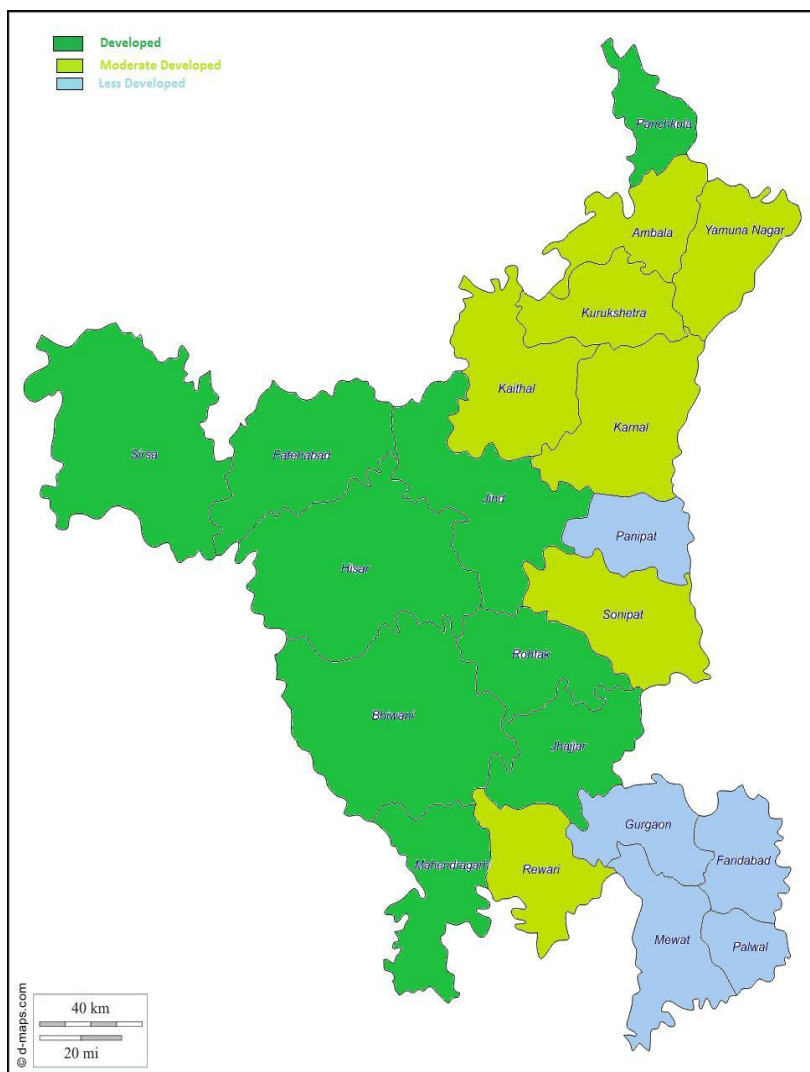 Developed
Moderate Developed
Less Developed
Panchkula
Ambala
Yamuna Nagar
Kurukshetra
Kaithal
Karnal
Sirsa
Fatehabad
Jind
Panipat
Hisar
Sonipat
Rohtak
Bhiwani
Jhajjar
Gurgaon
Faridabad
Mahendragarh
Rewari
Mewat
Palwal
40 km
20 mi
© d-maps.com